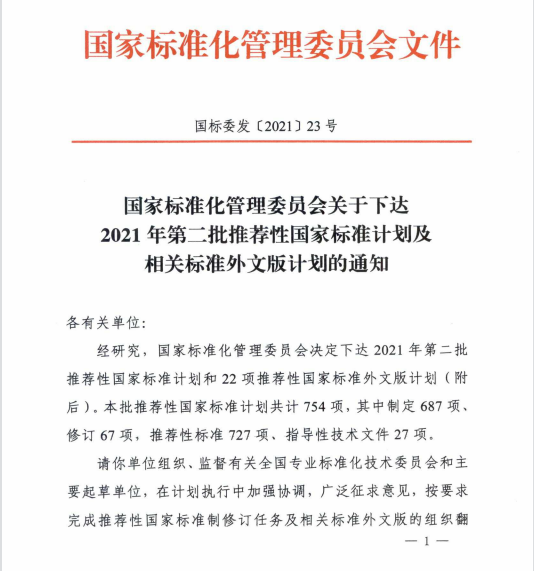 国家标准化管理委员会文件
国标委发〔2021〕23 号
国家标准化管理委员会关于下达
2021 年第二批推荐性国家标准计划及
相关标准外文版计划的通知
各有关单位：
经研究，国家标准化管理委员会决定下达 2021 年第二批
推荐性国家标准计划和 22 项推荐性国家标准外文版计划（附
后）。本批推荐性国家标准计划共计 754 项，其中制定 687 项、
修订 67 项，推荐性标准 727 项、指导性技术文件 27 项。
请你单位组织、监督有关全国专业标准化技术委员会和主
要起草单位，在计划执行中加强协调，广泛征求意见，按要求
完成推荐性国家标准制修订任务及相关标准外文版的组织翻
— 1 —